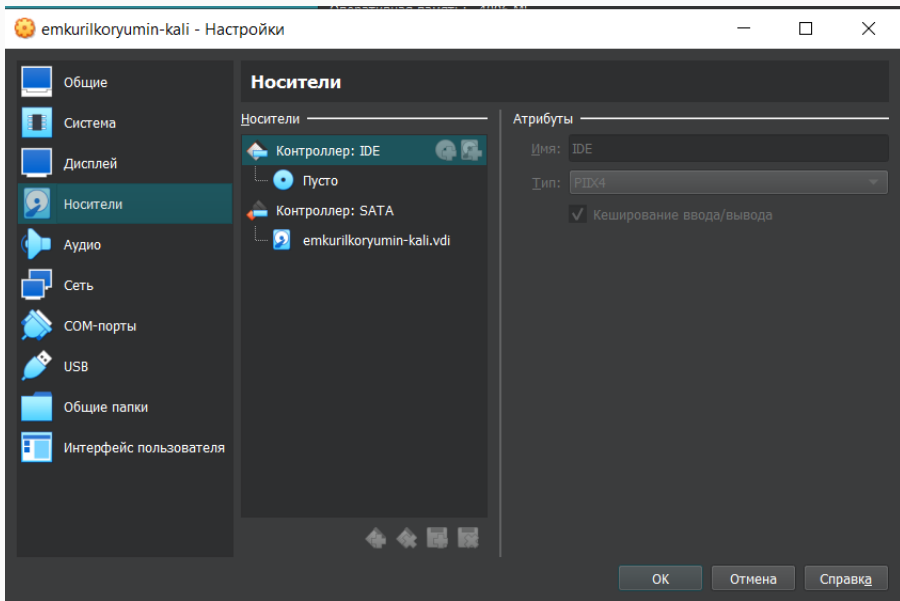 emkurilkoryumin-kali - Настройки
Общие
Система
Дисплей
Носители
Аудио
Сеть
COM-порты
USB
Общие папки
Интерфейс пользователя
Носители
Носители
Контроллер: IDE
Пусто
Контроллер: SATA
emkurilkoryumin-kali.vdi
Атрибуты
Имя: IDE
Тип: PIIX4
Кеширование ввода/вывода
OK Отмена Справка